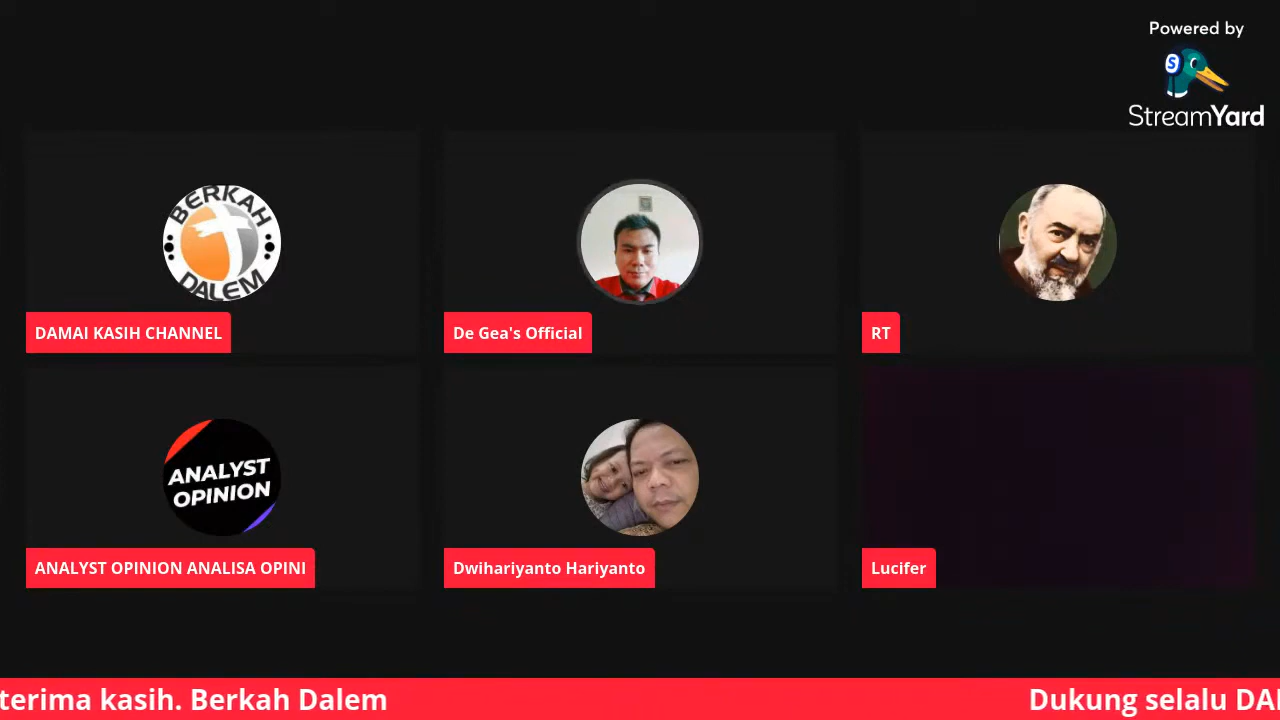 Powered by
S
StreamYard
BERKAH
DALEM
DAMAI KASIH CHANNEL
De Gea's Official
RT
ANALYST
OPINION
ANALYST OPINION ANALISA OPINI
Dwihariyanto Hariyanto
Lucifer
terima kasih. Berkah Dalem
Dukung selalu DA